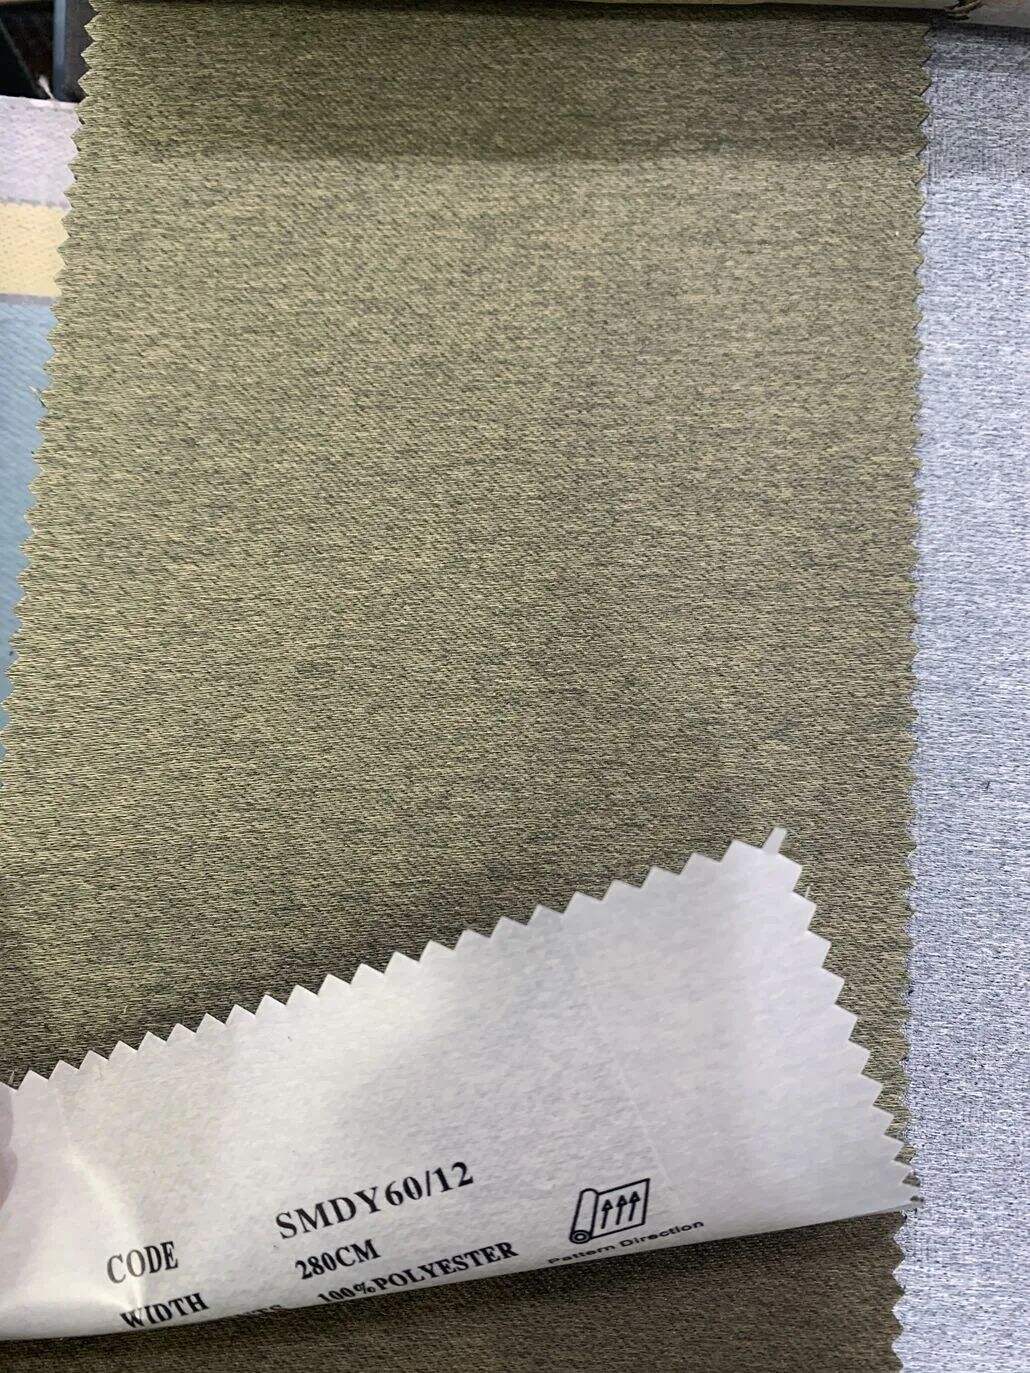 CODE SMDY60/12
WIDTH 280CM
100%POLYESTER
Pattern Direction